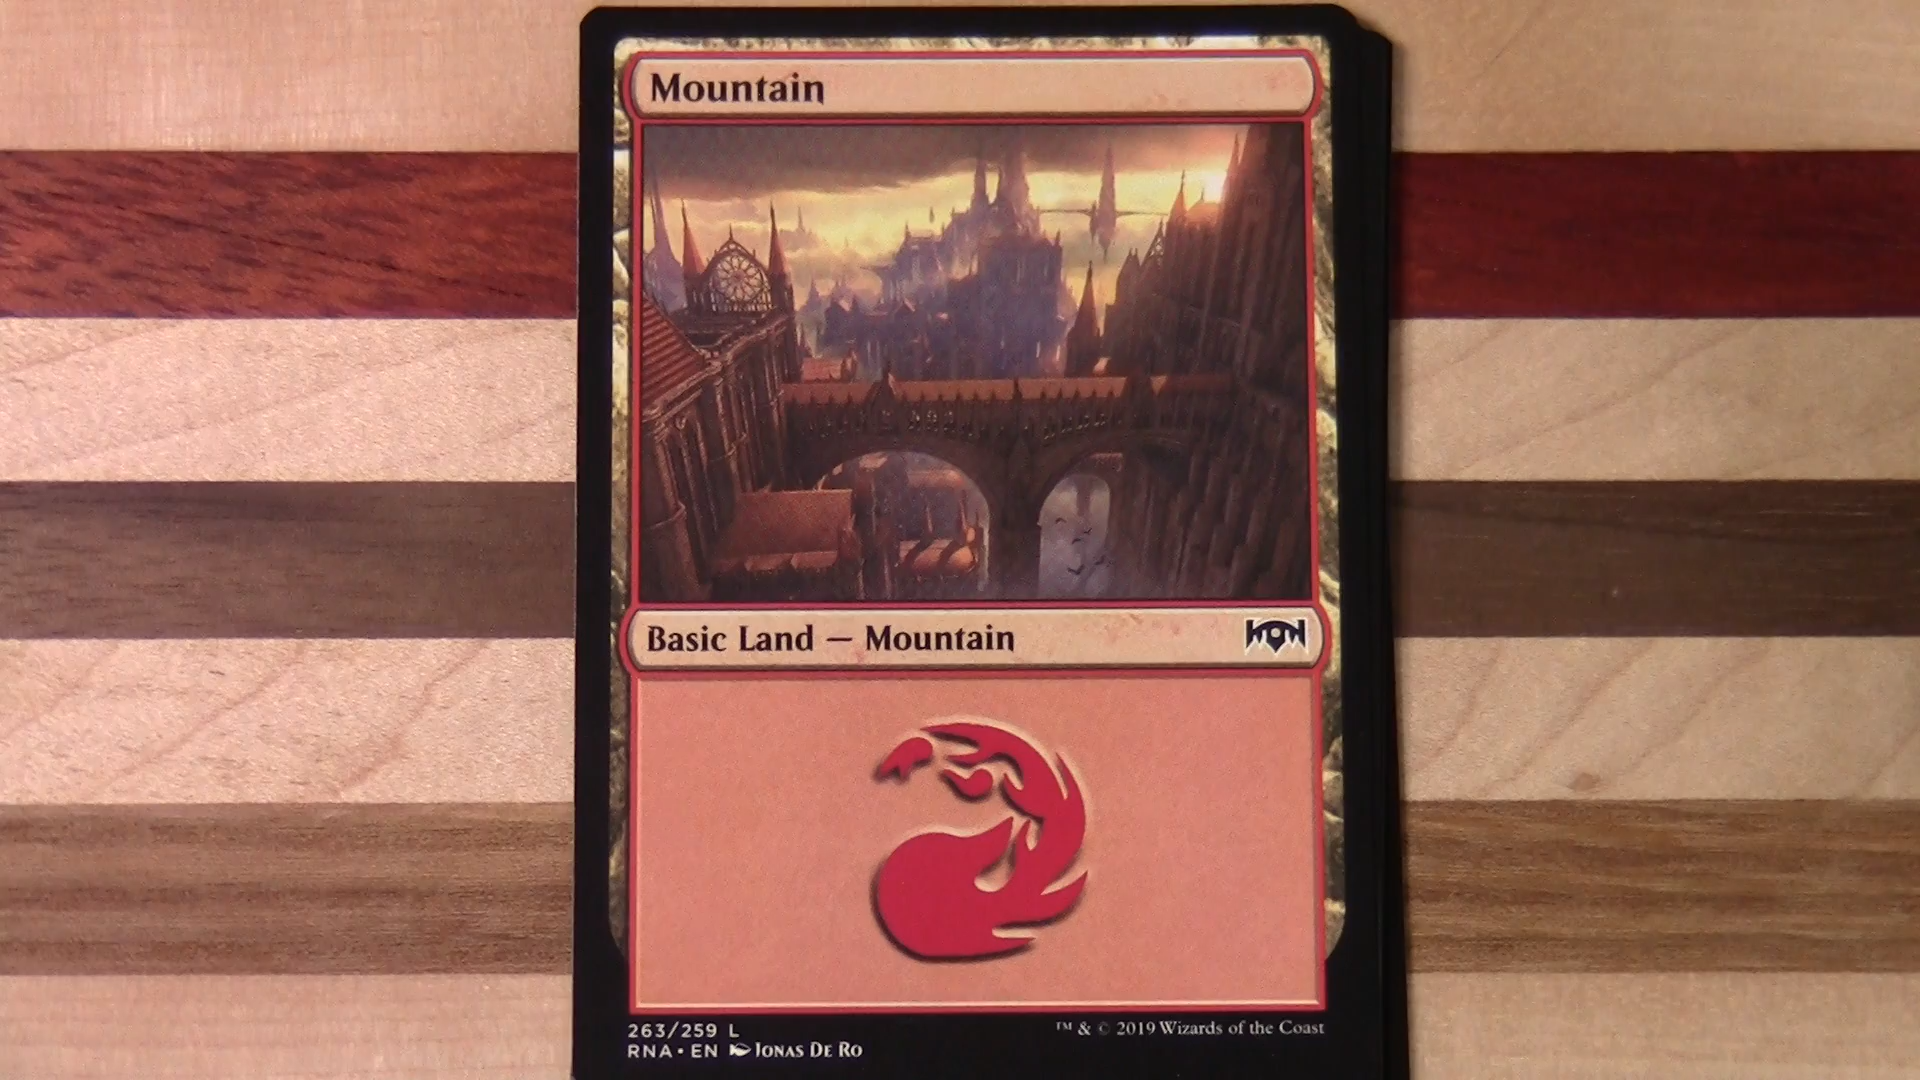 Mountain
Basic Land — Mountain
263/259 L
RNA • EN Jonas De Ro
™ & © 2019 Wizards of the Coast